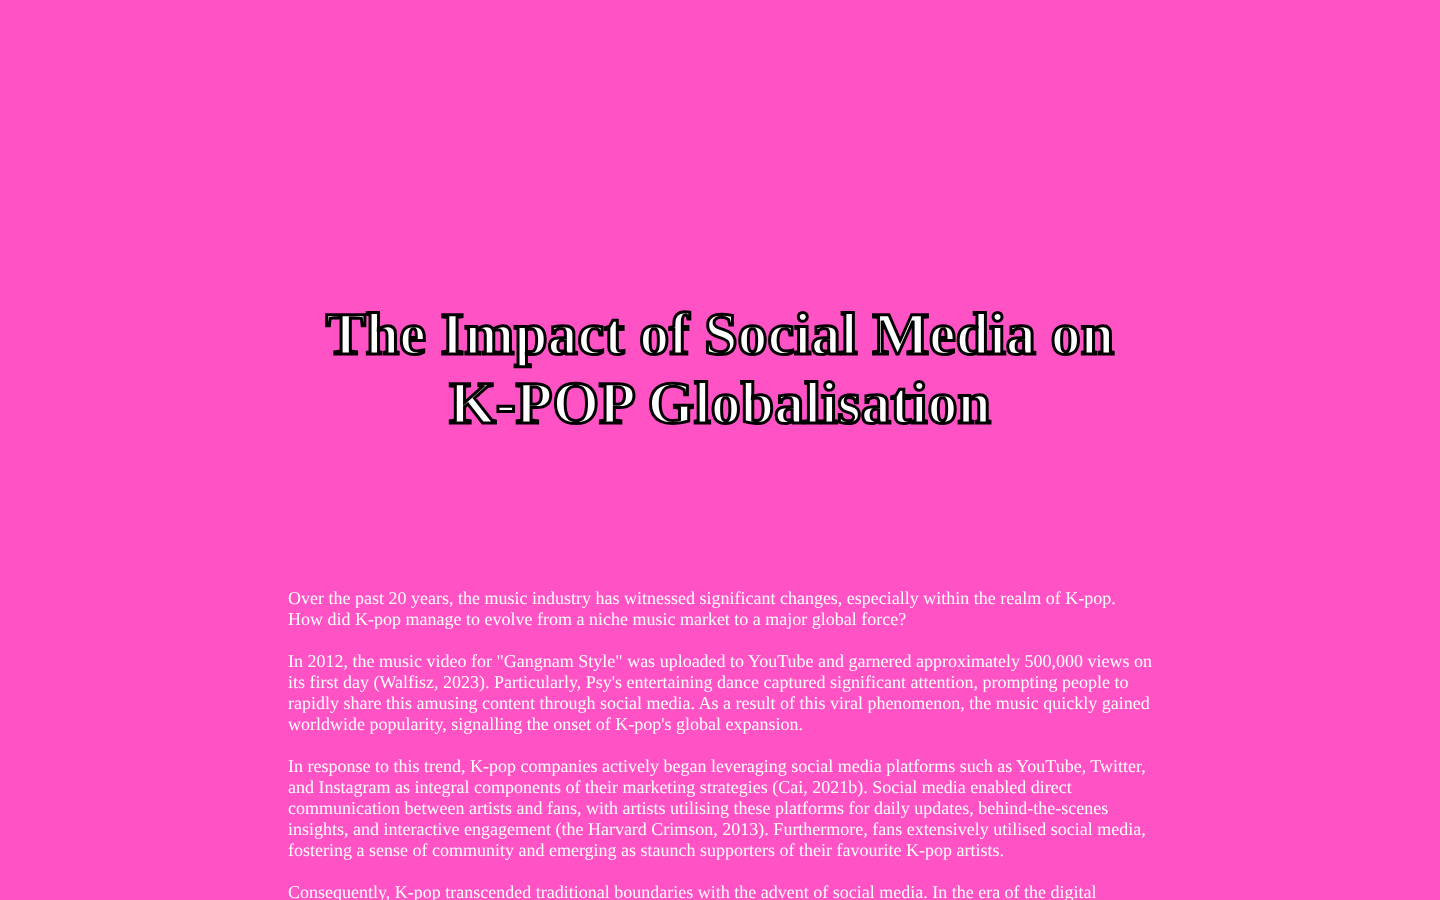 The Impact of Social Media on
K-POP Globalisation
Over the past 20 years, the music industry has witnessed significant changes, especially within the realm of K-pop.
How did K-pop manage to evolve from a niche music market to a major global force?
In 2012, the music video for "Gangnam Style" was uploaded to YouTube and garnered approximately 500,000 views on
its first day (Walfisz, 2023). Particularly, Psy's entertaining dance captured significant attention, prompting people to
rapidly share this amusing content through social media. As a result of this viral phenomenon, the music quickly gained
worldwide popularity, signalling the onset of K-pop's global expansion.
In response to this trend, K-pop companies actively began leveraging social media platforms such as YouTube, Twitter,
and Instagram as integral components of their marketing strategies (Cai, 2021b). Social media enabled direct
communication between artists and fans, with artists utilising these platforms for daily updates, behind-the-scenes
insights, and interactive engagement (the Harvard Crimson, 2013). Furthermore, fans extensively utilised social media,
fostering a sense of community and emerging as staunch supporters of their favourite K-pop artists.
Consequently, K-pop transcended traditional boundaries with the advent of social media. In the era of the digital